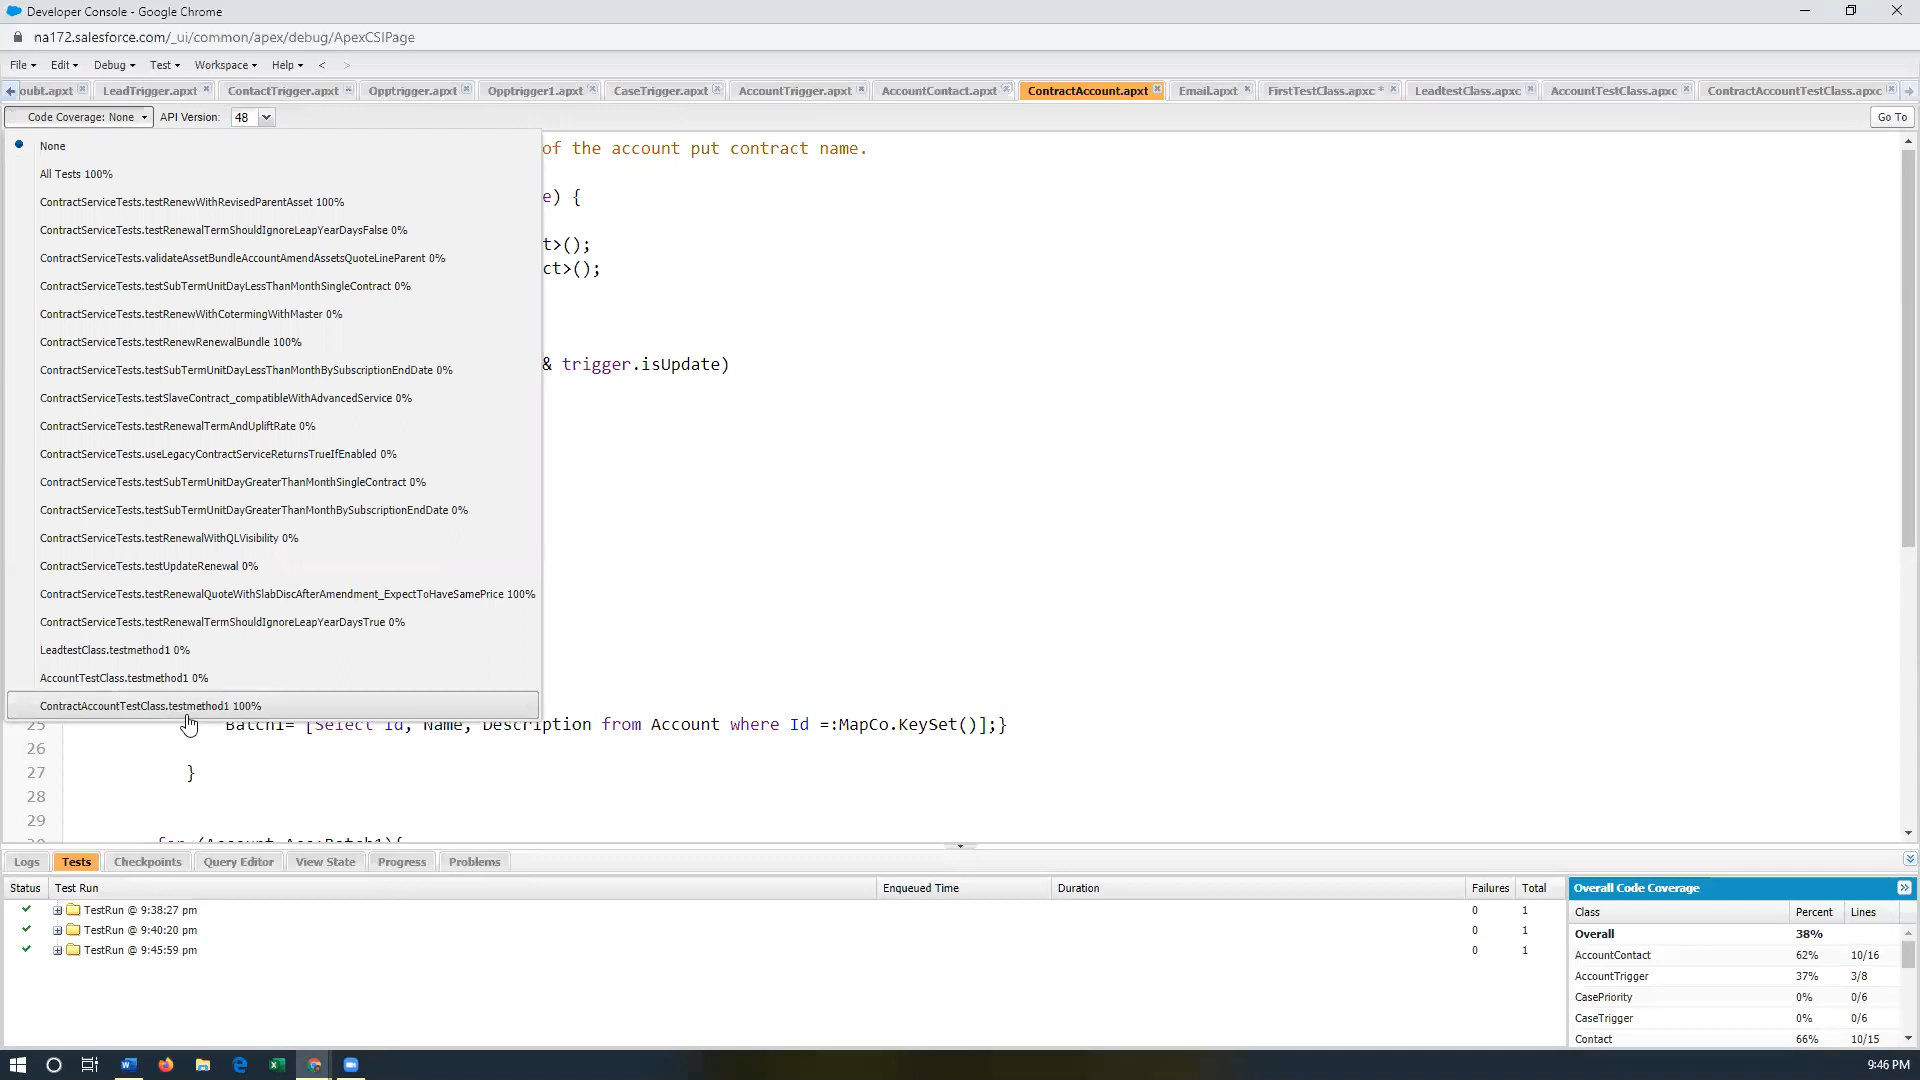 Developer Console - Google Chrome
na172.salesforce.com/_ui/common/apex/debug/ApexCSIPage
File Edit Debug Test Workspace Help < >
oubt.apxt LeadTrigger.apxt ContactTrigger.apxt Opptrigger.apxt Opptrigger1.apxt CaseTrigger.apxt AccountTrigger.apxt AccountContact.apxt ContractAccount.apxt Email.apxt FIRSTTestClass.apxc * LeadtestClass.apxc AccountTestClass.apxc ContractAccountTestClass.apxc
Code Coverage: None API Version: 48 Go To
None
of the account put contract name.
All Tests 100%
ContractServiceTests.testRenewWithRevisedParentAsset 100%
e) {
ContractServiceTests.testRenewalTermShouldIgnoreLeapYearDaysFalse 0%
t>();
ContractServiceTests.validateAssetBundleAccountAmendAssetsQuoteLineParent 0%
ct>();
ContractServiceTests.testSubTermUnitDayLessThanMonthSingleContract 0%
ContractServiceTests.testRenewWithCotermingWithMaster 0%
ContractServiceTests.testRenewRenewalBundle 100%
& trigger.isUpdate)
ContractServiceTests.testSubTermUnitDayLessThanMonthBySubscriptionEndDate 0%
ContractServiceTests.testSlaveContract_compatibleWithAdvancedService 0%
ContractServiceTests.testRenewalTermAndUpliftRate 0%
ContractServiceTests.useLegacyContractServiceReturnsTrueIfEnabled 0%
ContractServiceTests.testSubTermUnitDayGreaterThanMonthSingleContract 0%
ContractServiceTests.testSubTermUnitDayGreaterThanMonthBySubscriptionEndDate 0%
ContractServiceTests.testRenewalWithQLVisibility 0%
ContractServiceTests.testUpdateRenewal 0%
ContractServiceTests.testRenewalQuoteWithSlabDiscAfterAmendment_ExpectToHaveSamePrice 100%
ContractServiceTests.testRenewalTermShouldIgnoreLeapYearDaysTrue 0%
LeadtestClass.testmethod1 0%
AccountTestClass.testmethod1 0%
ContractAccountTestClass.testmethod1 100%
25 Batch1= [Select Id, Name, Description from Account where Id =:MapCo.KeySet()];}
26
27 }
28
29
30 for (Account Acc:Batch1){
Logs Tests Checkpoints Query Editor View State Progress Problems
Status Test Run Enqueued Time Duration Failures Total
TestRun @ 9:38:27 pm 0 1
TestRun @ 9:40:20 pm 0 1
TestRun @ 9:45:59 pm 0 1
Overall Code Coverage
Class Percent Lines
Overall 38%
AccountContact 62% 10/16
AccountTrigger 37% 3/8
CasePriority 0% 0/6
CaseTrigger 0% 0/6
Contact 66% 10/15
9:46 PM